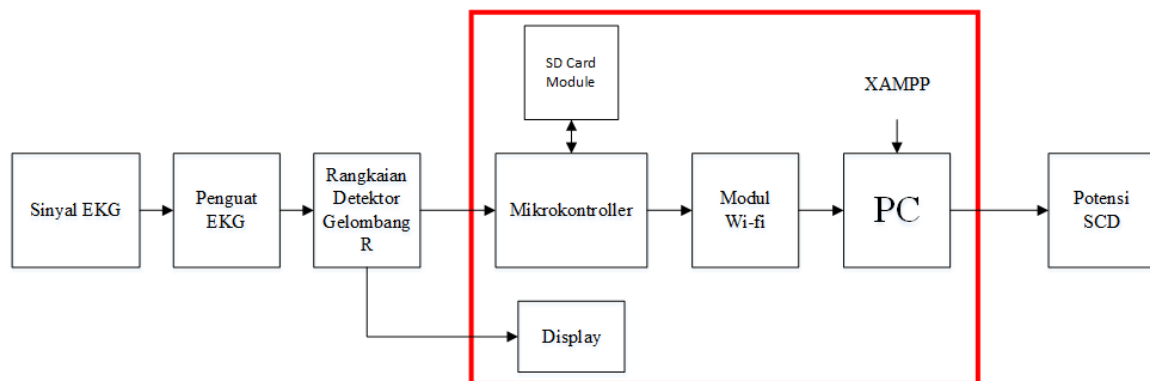 SD Card
Module
XAMPP
Sinyal EKG
Penguat
EKG
Rangkaian
Detektor
Gelombang
R
Mikrokontroller
Modul
Wi-fi
PC
Potensi
SCD
Display